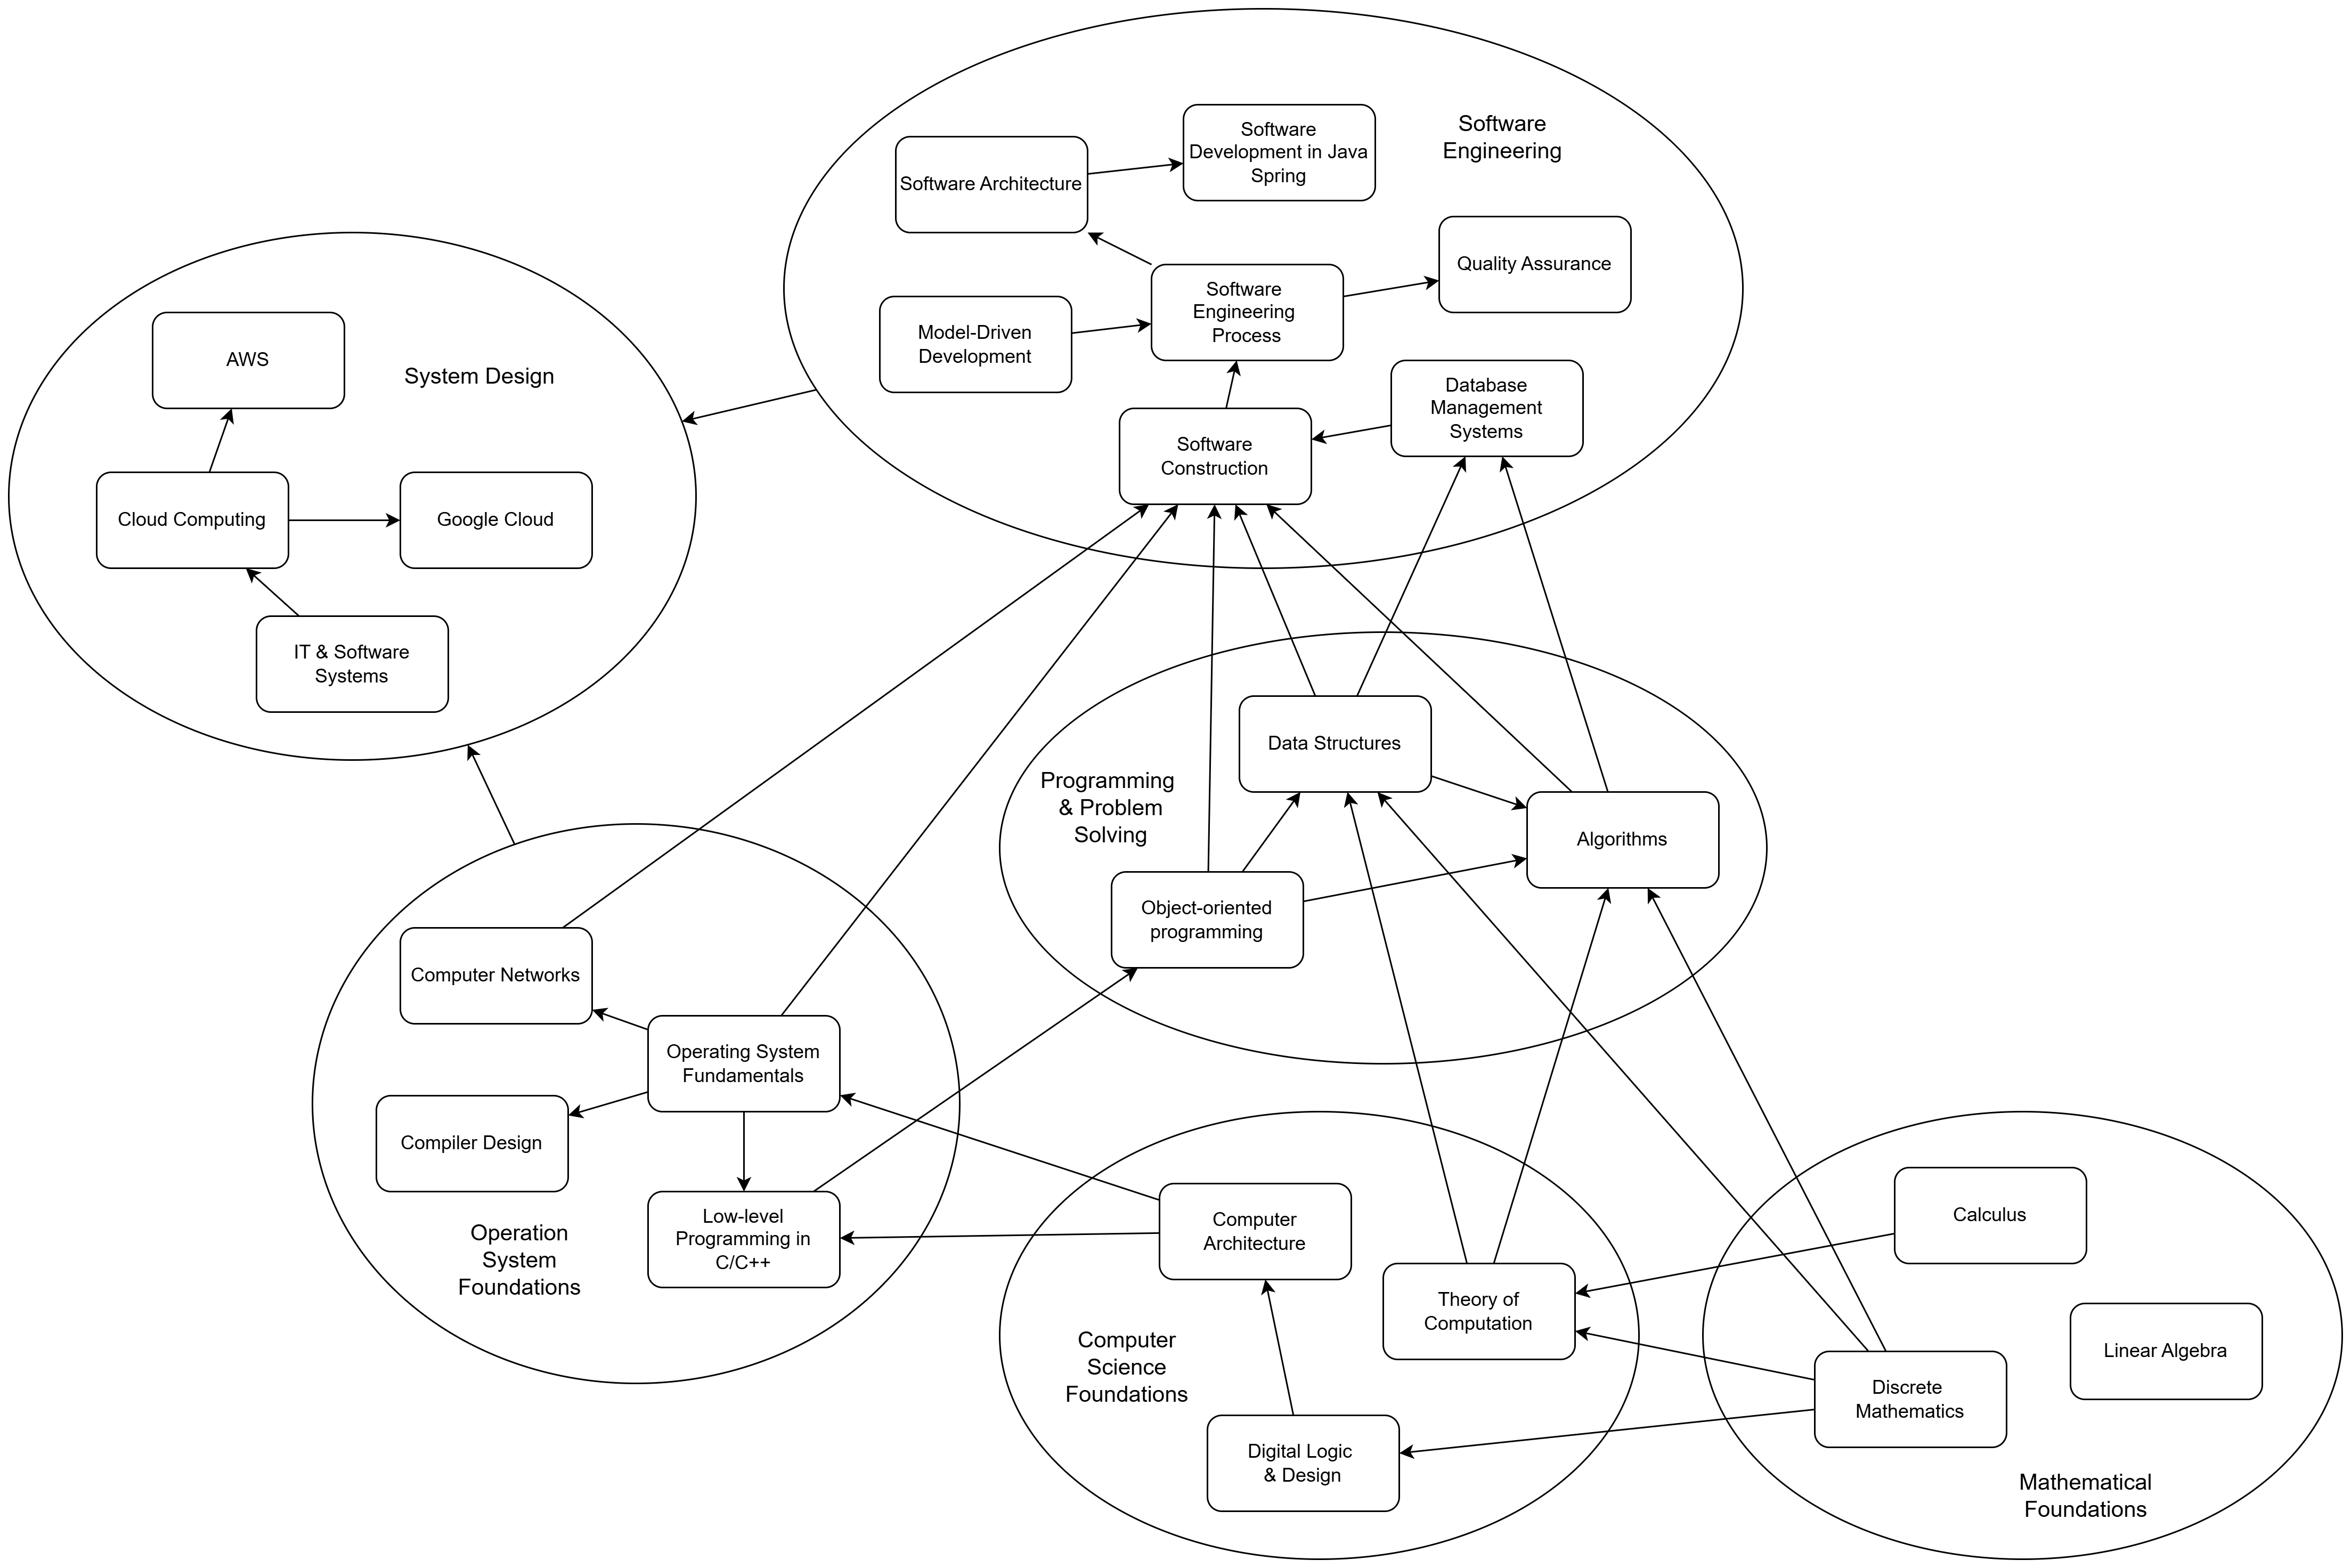 Software
Engineering
Software
Development in Java
Spring
Software Architecture
Quality Assurance
Software
Engineering
Process
Model-Driven
Development
Database
Management
Systems
Software
Construction
System Design
AWS
Cloud Computing
Google Cloud
IT & Software
Systems
Programming
& Problem
Solving
Data Structures
Algorithms
Object-oriented
programming
Computer Networks
Operating System
Fundamentals
Compiler Design
Low-level
Programming in
C/C++
Operation
System
Foundations
Computer
Architecture
Theory of
Computation
Computer
Science
Foundations
Digital Logic
& Design
Calculus
Linear Algebra
Discrete
Mathematics
Mathematical
Foundations